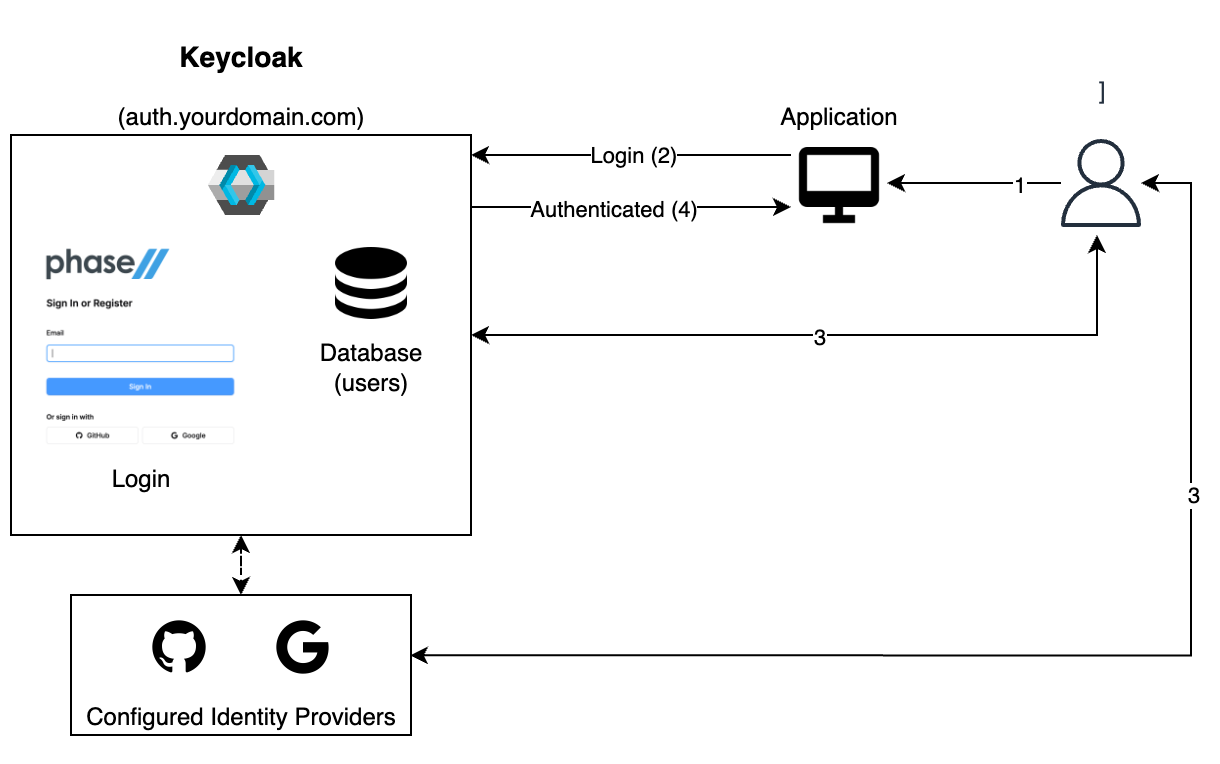 Keycloak
(auth.yourdomain.com)
]
Application
Login (2)
1
Authenticated (4)
phase//
Sign In or Register
Email
Sign In
Or sign in with
GitHub
Google
Login
Database
(users)
3
3
Configured Identity Providers